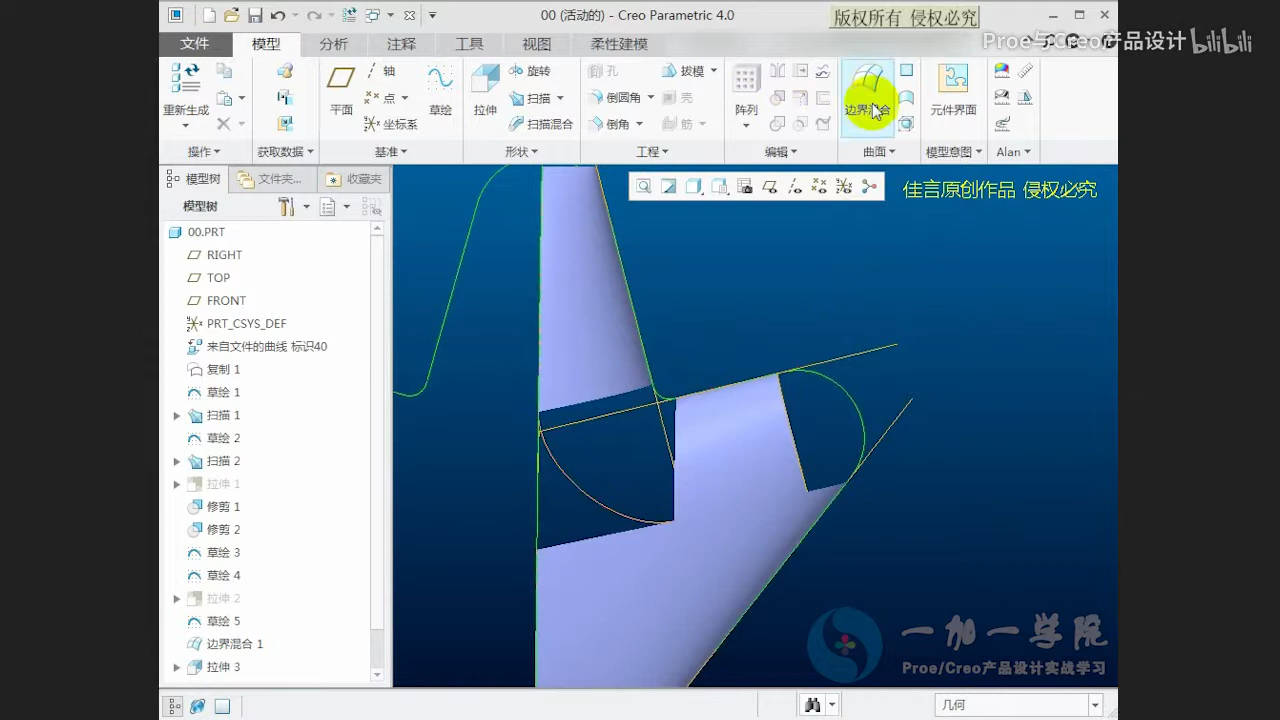 00 (活动的) - Creo Parametric 4.0
版权所有 侵权必究
Proe与Creo产品设计 bilibili
文件 模型 分析 注释 工具 视图 柔性建模
重新生成
平面
轴
点
坐标系
草绘
拉伸
旋转
扫描
扫描混合
孔
倒圆角
倒角
拔模
壳
筋
阵列
边界混合
元件界面
操作 获取数据 基准 形状 工程 编辑 曲面 模型意图 Alan
模型树 文件夹... 收藏夹
佳言原创作品 侵权必究
模型树
00.PRT
RIGHT
TOP
FRONT
PRT_CSYS_DEF
来自文件的曲线 标识40
复制 1
草绘 1
扫描 1
草绘 2
扫描 2
拉伸 1
修剪 1
修剪 2
草绘 3
草绘 4
拉伸 2
草绘 5
边界混合 1
拉伸 3
一加一学院
Proe/Creo产品设计实战学习
几何